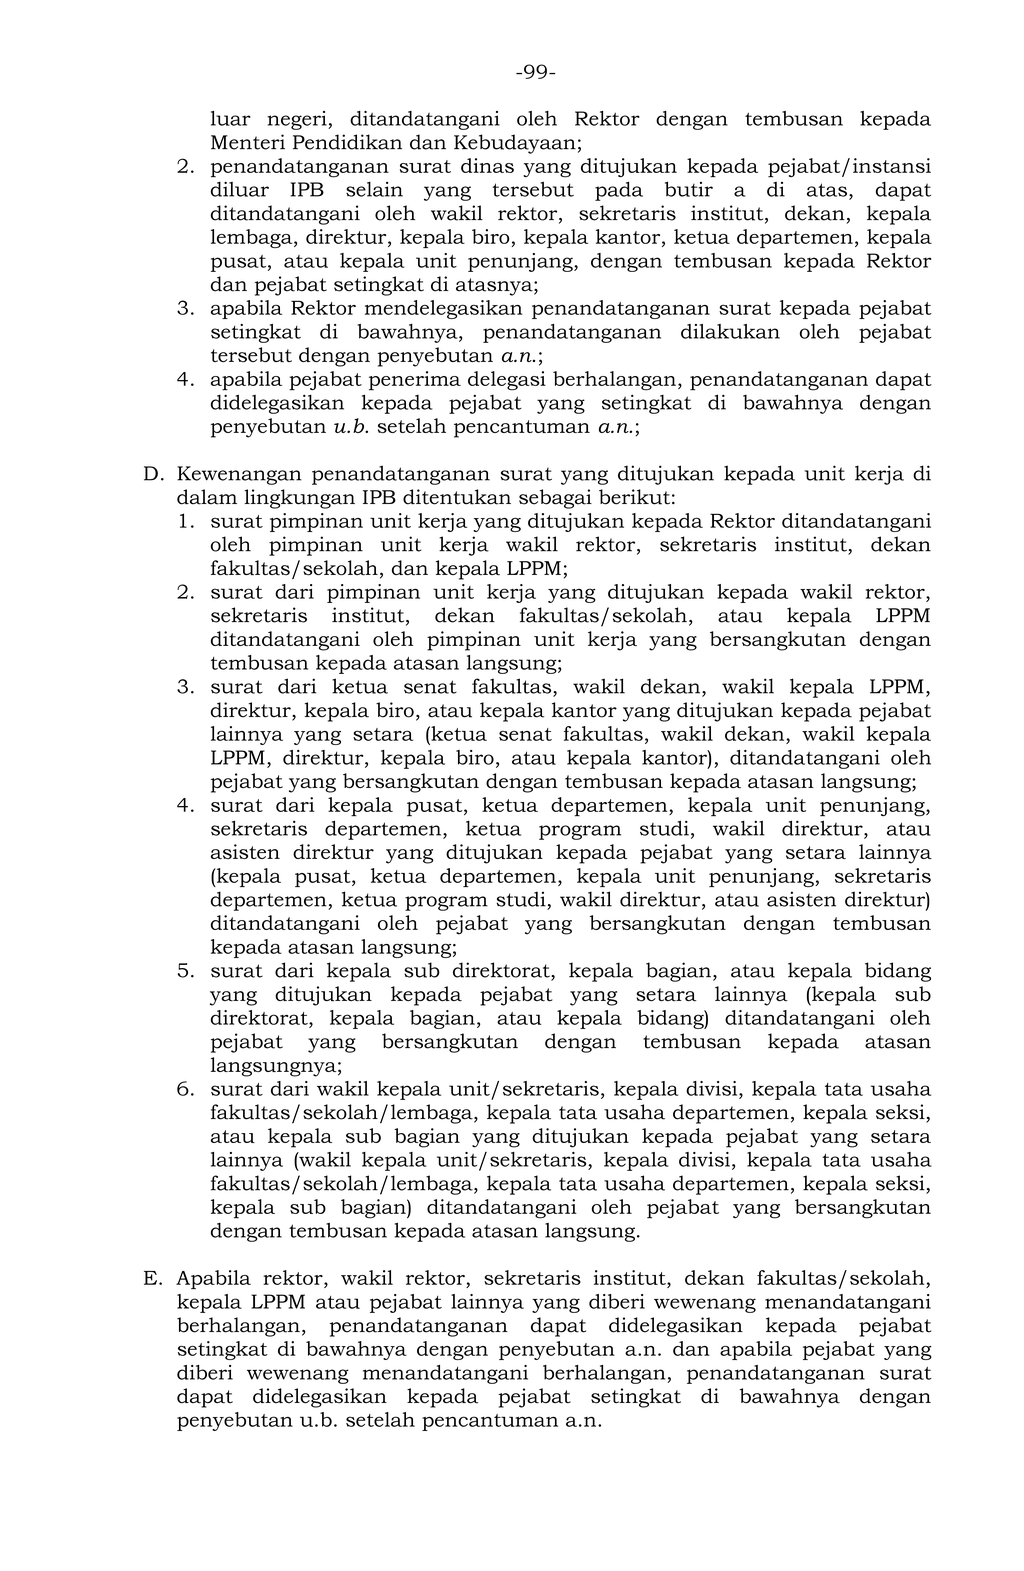 -99-
luar negeri, ditandatangani oleh Rektor dengan tembusan kepada
Menteri Pendidikan dan Kebudayaan;
2. penandatanganan surat dinas yang ditujukan kepada pejabat/instansi
diluar IPB selain yang tersebut pada butir a di atas, dapat
ditandatangani oleh wakil rektor, sekretaris institut, dekan, kepala
lembaga, direktur, kepala biro, kepala kantor, ketua departemen, kepala
pusat, atau kepala unit penunjang, dengan tembusan kepada Rektor
dan pejabat setingkat di atasnya;
3. apabila Rektor mendelegasikan penandatanganan surat kepada pejabat
setingkat di bawahnya, penandatanganan dilakukan oleh pejabat
tersebut dengan penyebutan a.n.;
4. apabila pejabat penerima delegasi berhalangan, penandatanganan dapat
didelegasikan kepada pejabat yang setingkat di bawahnya dengan
penyebutan u.b. setelah pencantuman a.n.;
D. Kewenangan penandatanganan surat yang ditujukan kepada unit kerja di
dalam lingkungan IPB ditentukan sebagai berikut:
1. surat pimpinan unit kerja yang ditujukan kepada Rektor ditandatangani
oleh pimpinan unit kerja wakil rektor, sekretaris institut, dekan
fakultas/sekolah, dan kepala LPPM;
2. surat dari pimpinan unit kerja yang ditujukan kepada wakil rektor,
sekretaris institut, dekan fakultas/sekolah, atau kepala LPPM
ditandatangani oleh pimpinan unit kerja yang bersangkutan dengan
tembusan kepada atasan langsung;
3. surat dari ketua senat fakultas, wakil dekan, wakil kepala LPPM,
direktur, kepala biro, atau kepala kantor yang ditujukan kepada pejabat
lainnya yang setara (ketua senat fakultas, wakil dekan, wakil kepala
LPPM, direktur, kepala biro, atau kepala kantor), ditandatangani oleh
pejabat yang bersangkutan dengan tembusan kepada atasan langsung;
4. surat dari kepala pusat, ketua departemen, kepala unit penunjang,
sekretaris departemen, ketua program studi, wakil direktur, atau
asisten direktur yang ditujukan kepada pejabat yang setara lainnya
(kepala pusat, ketua departemen, kepala unit penunjang, sekretaris
departemen, ketua program studi, wakil direktur, atau asisten direktur)
ditandatangani oleh pejabat yang bersangkutan dengan tembusan
kepada atasan langsung;
5. surat dari kepala sub direktorat, kepala bagian, atau kepala bidang
yang ditujukan kepada pejabat yang setara lainnya (kepala sub
direktorat, kepala bagian, atau kepala bidang) ditandatangani oleh
pejabat yang bersangkutan dengan tembusan kepada atasan
langsungnya;
6. surat dari wakil kepala unit/sekretaris, kepala divisi, kepala tata usaha
fakultas/sekolah/lembaga, kepala tata usaha departemen, kepala seksi,
atau kepala sub bagian yang ditujukan kepada pejabat yang setara
lainnya (wakil kepala unit/sekretaris, kepala divisi, kepala tata usaha
fakultas/sekolah/lembaga, kepala tata usaha departemen, kepala seksi,
kepala sub bagian) ditandatangani oleh pejabat yang bersangkutan
dengan tembusan kepada atasan langsung.
E. Apabila rektor, wakil rektor, sekretaris institut, dekan fakultas/sekolah,
kepala LPPM atau pejabat lainnya yang diberi wewenang menandatangani
berhalangan, penandatanganan dapat didelegasikan kepada pejabat
setingkat di bawahnya dengan penyebutan a.n. dan apabila pejabat yang
diberi wewenang menandatangani berhalangan, penandatanganan surat
dapat didelegasikan kepada pejabat setingkat di bawahnya dengan
penyebutan u.b. setelah pencantuman a.n.